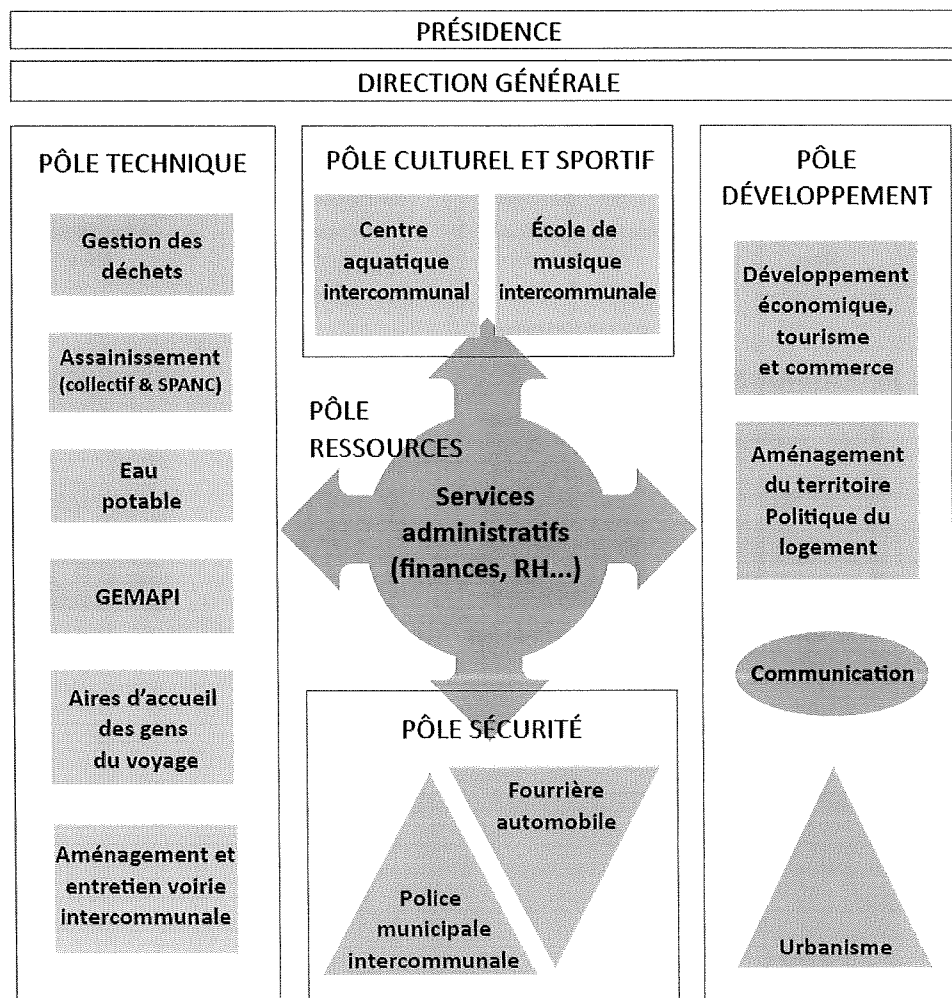 PRÉSIDENCE
DIRECTION GÉNÉRALE
PÔLE TECHNIQUE
Gestion des
déchets
Assainissement
(collectif & SPANC)
Eau
potable
GEMAPI
Aires d'accueil
des gens
du voyage
Aménagement et
entretien voirie
intercommunale
PÔLE CULTUREL ET SPORTIF
Centre
aquatique
intercommunal
École de
musique
intercommunale
PÔLE
RESSOURCES
Services
administratifs
(finances, RH...)
PÔLE SÉCURITÉ
Police
municipale
intercommunale
Fourrière
automobile
PÔLE
DÉVELOPPEMENT
Développement
économique,
tourisme
et commerce
Aménagement
du territoire
Politique du
logement
Communication
Urbanisme